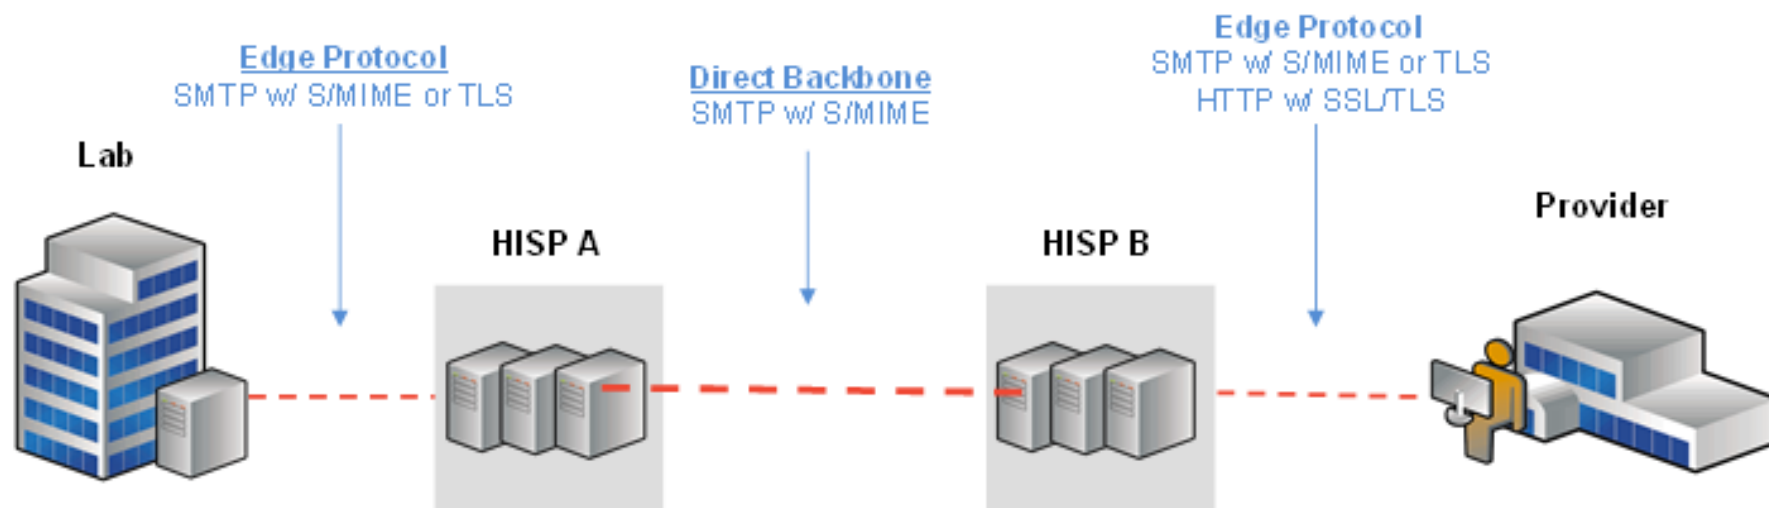 Edge Protocol
SMTP w/ S/MIME or TLS
Direct Backbone
SMTP w/ S/MIME
Edge Protocol
SMTP w/ S/MIME or TLS
HTTP w/ SSL/TLS
Lab
HISP A
HISP B
Provider